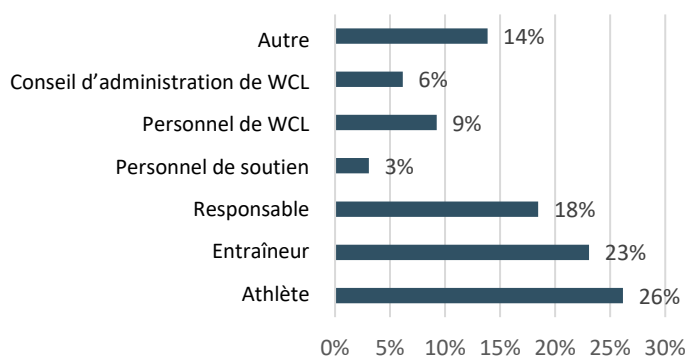 Autre 14%
Conseil d’administration de WCL 6%
Personnel de WCL 9%
Personnel de soutien 3%
Responsable 18%
Entraîneur 23%
Athlète 26%
0% 5% 10% 15% 20% 25% 30%